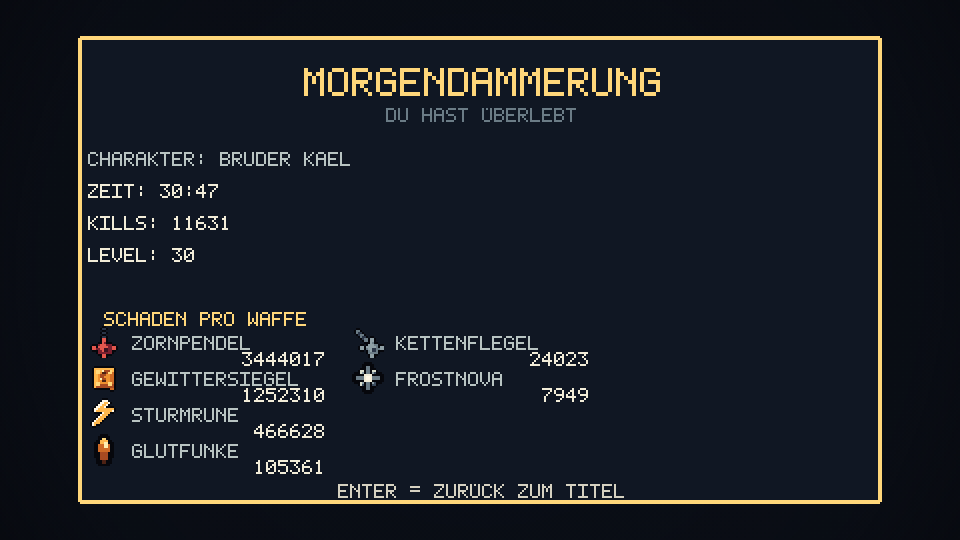 MORGENDAMMERUNG
DU HAST ÜBERLEBT
CHARAKTER: BRUDER KAEL
ZEIT: 30:47
KILLS: 11631
LEVEL: 30
SCHADEN PRO WAFFE
ZORNPENDEL
3444017
GEWITTERSIEGEL
1252310
STURMRUNE
466628
GLUTFUNKE
105361
KETTENFLEGEL
24023
FROSTNOVA
7949
ENTER = ZURÜCK ZUM TITEL